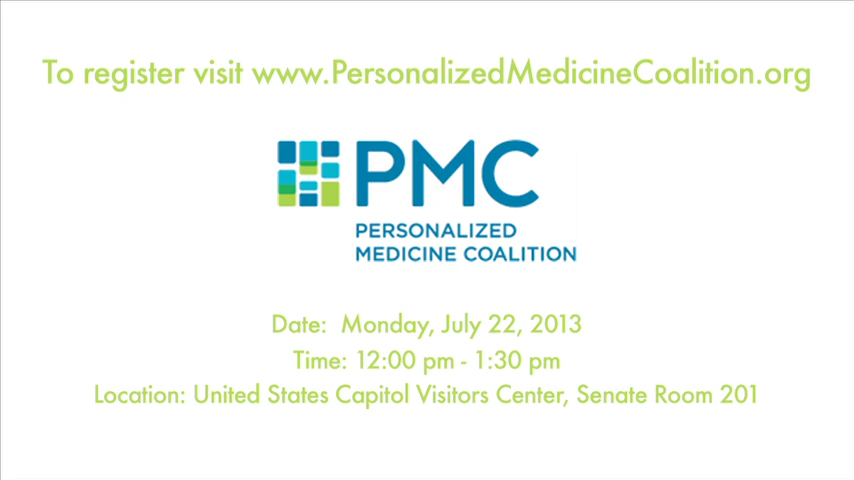 To register visit www.PersonalizedMedicineCoalition.org
PMC
PERSONALIZED
MEDICINE COALITION
Date: Monday, July 22, 2013
Time: 12:00 pm - 1:30 pm
Location: United States Capitol Visitors Center, Senate Room 201